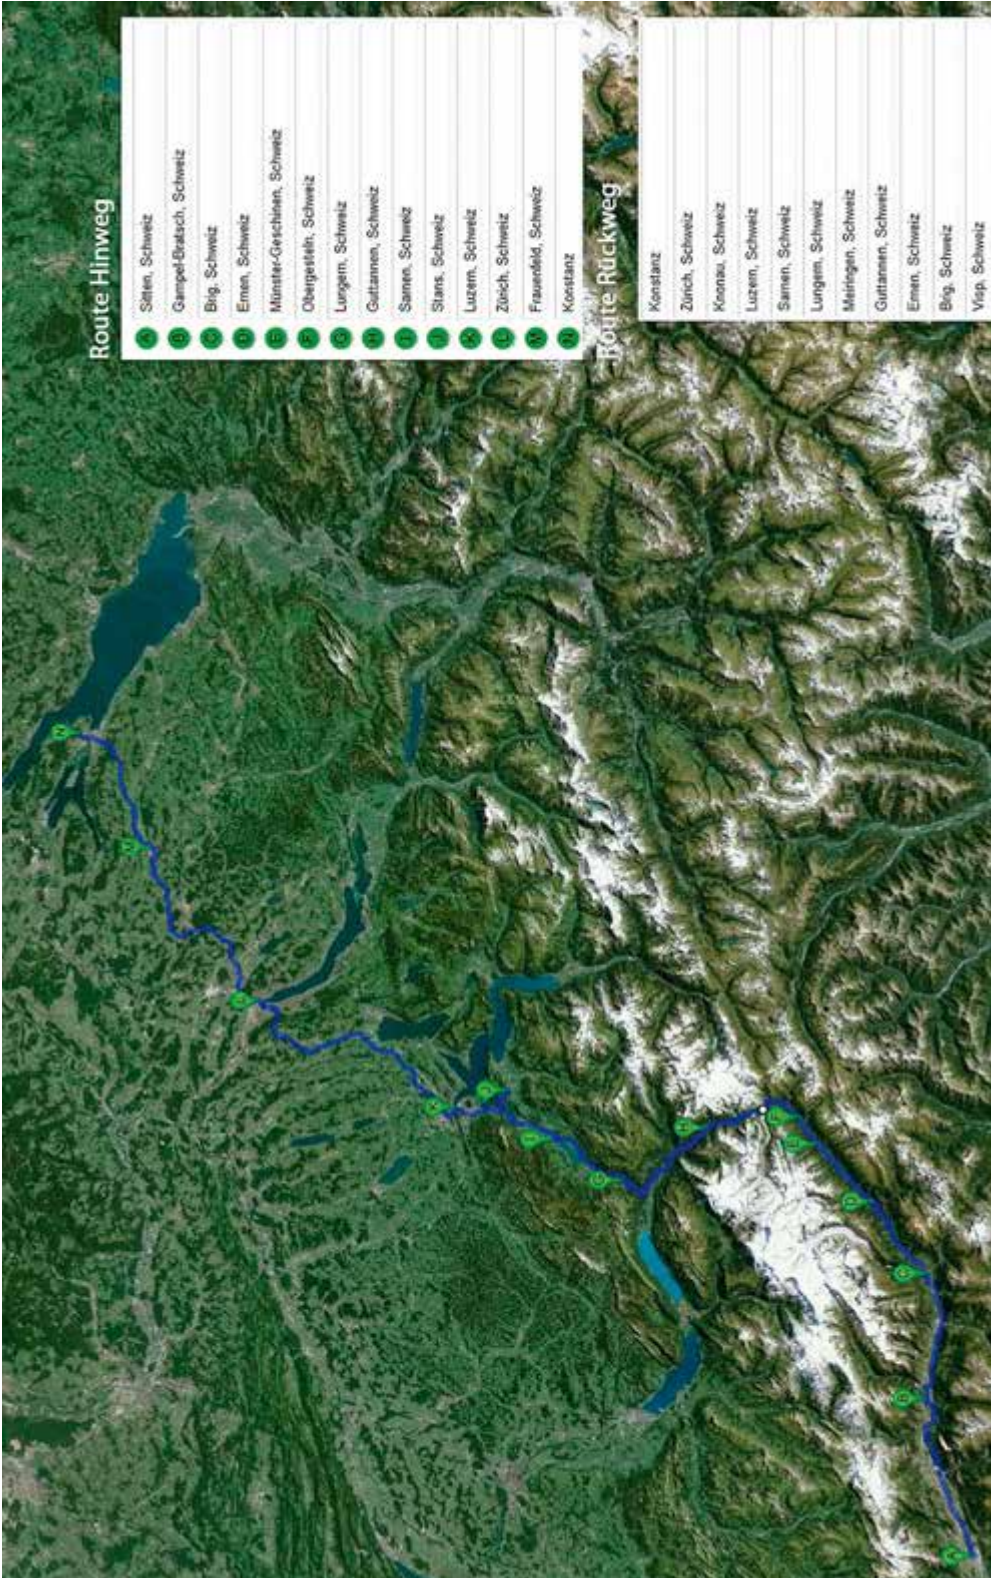 Route Hinweg
A Sitten, Schweiz
B Gampel-Bratsch, Schweiz
C Brig, Schweiz
D Ernen, Schweiz
E Münster-Geschinen, Schweiz
F Obergesteln, Schweiz
G Lungern, Schweiz
H Guttannen, Schweiz
I Sarnen, Schweiz
J Stans, Schweiz
K Luzern, Schweiz
L Zürich, Schweiz
M Frauenfeld, Schweiz
N Konstanz
Route Rückweg
Konstanz
Zürich, Schweiz
Knonau, Schweiz
Luzern, Schweiz
Sarnen, Schweiz
Lungern, Schweiz
Meiringen, Schweiz
Guttannen, Schweiz
Ernen, Schweiz
Brig, Schweiz
Visp, Schweiz